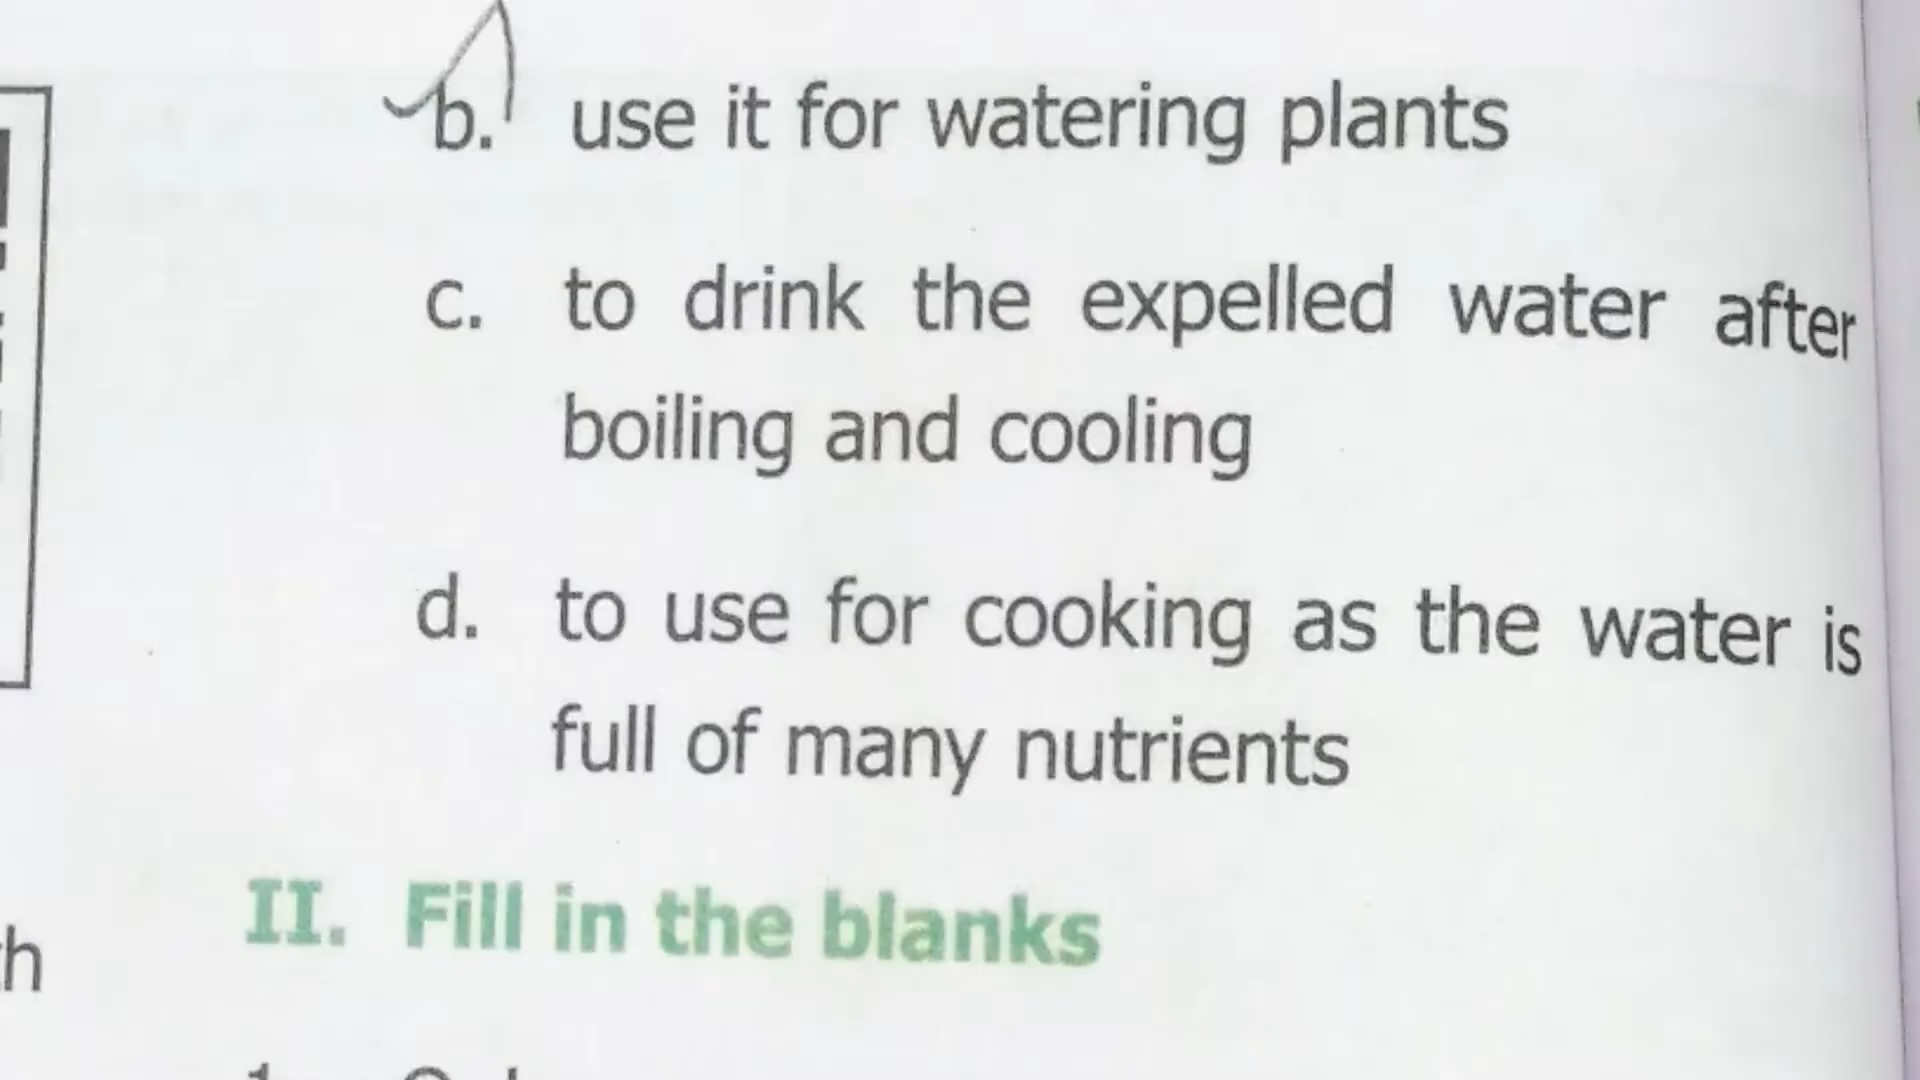 b. use it for watering plants
c. to drink the expelled water after
boiling and cooling
d. to use for cooking as the water is
full of many nutrients
II. Fill in the blanks
h